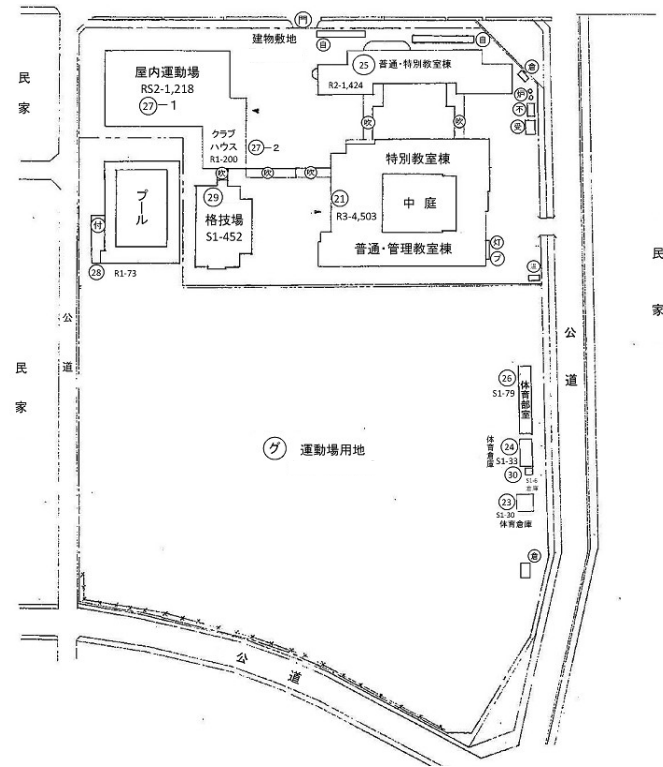 門
建物敷地
自
自
民家
屋内運動場
RS2-1,218
27-1
25 普通・特別教室棟
R2-1,424
倉
炉
不
受
クラブ
ハウス
R1-200
27-2
吹
吹
吹
吹
吹
特別教室棟
プール
付
28
R1-73
29
格技場
S1-452
21
R3-4,503
中庭
普通・管理教室棟
灯
プ
民家
公道
民家
公道
26
S1-79
体育部室
24
S1-33
体育倉庫
30
S1-6
倉庫
23
S1-30
体育倉庫
グ 運動場用地
倉
公道